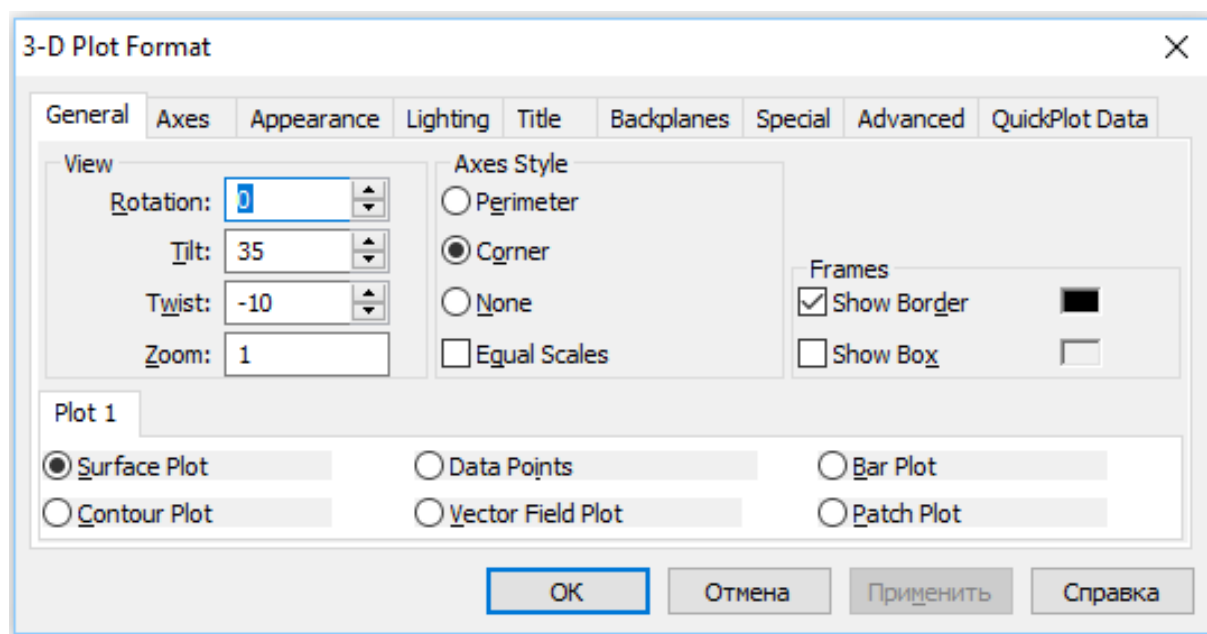 3-D Plot Format
General Axes Appearance Lighting Title Backplanes Special Advanced QuickPlot Data
View
Rotation: 0
Tilt: 35
Twist: -10
Zoom: 1
Axes Style
Perimeter
Corner
None
Equal Scales
Frames
Show Border
Show Box
Plot 1
Surface Plot Data Points Bar Plot
Contour Plot Vector Field Plot Patch Plot
OK Отмена Применить Справка